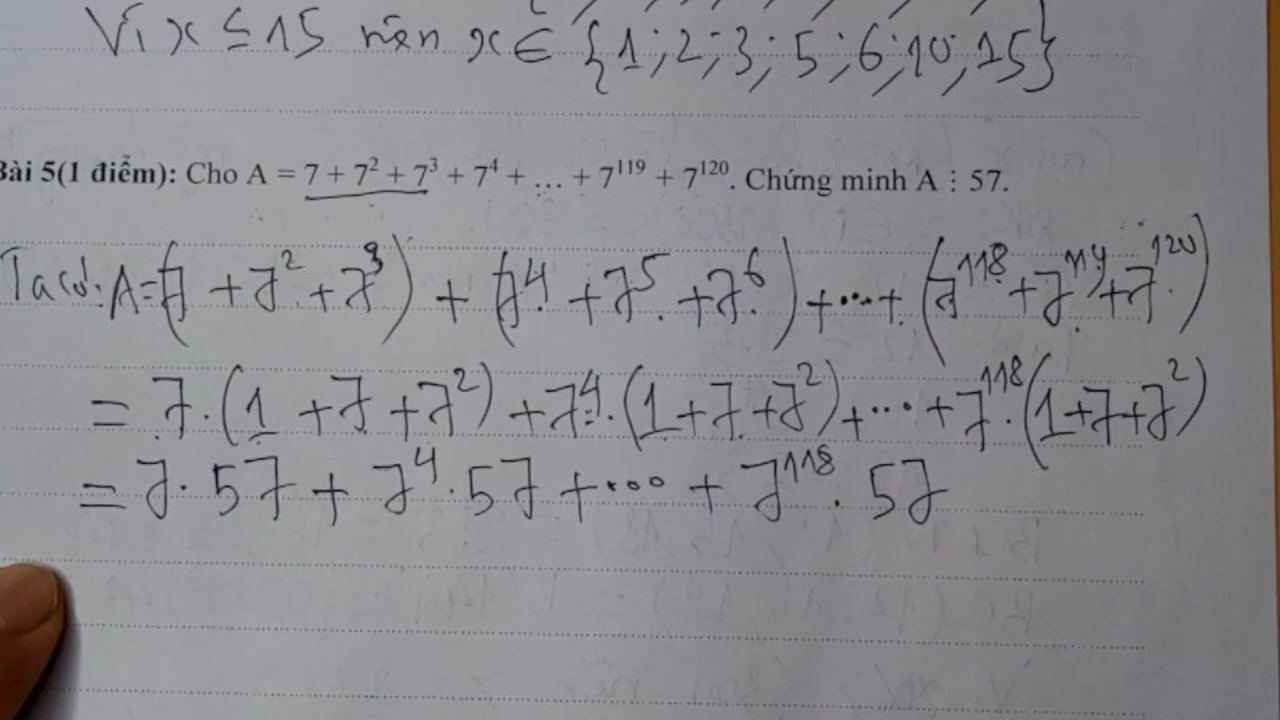 Vì x ≤ 15 nên x ∈ {1;2;3;5;6;10;15}
Bài 5(1 điểm): Cho A = 7 + 7² + 7³ + 7⁴ + ... + 7¹¹⁹ + 7¹²⁰. Chứng minh A ⋮ 57.
Ta có: A=(7 + 7² + 7³) + (7⁴ + 7⁵ + 7⁶) + ... + (7¹¹⁸ + 7¹¹⁹ + 7¹²⁰)
= 7.(1 + 7 + 7²) + 7⁴.(1 + 7 + 7²) + ... + 7¹¹⁸.(1+7+7²)
= 7.57 + 7⁴.57 + ... + 7¹¹⁸.57